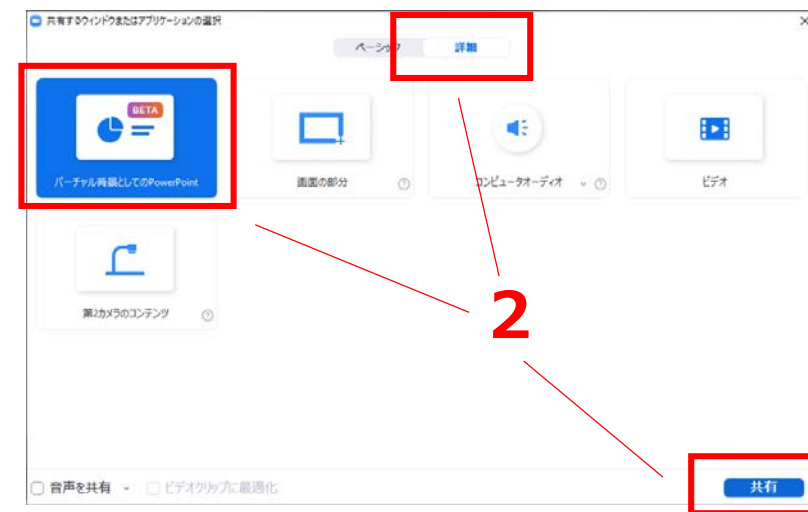 共有するウィンドウまたはアプリケーションの選択
ベーシック
詳細
BETA
バーチャル背景としてのPowerPoint
画面の部分
コンピュータオーディオ
ビデオ
第2カメラのコンテンツ
2
音声を共有
ビデオクリップに最適化
共有